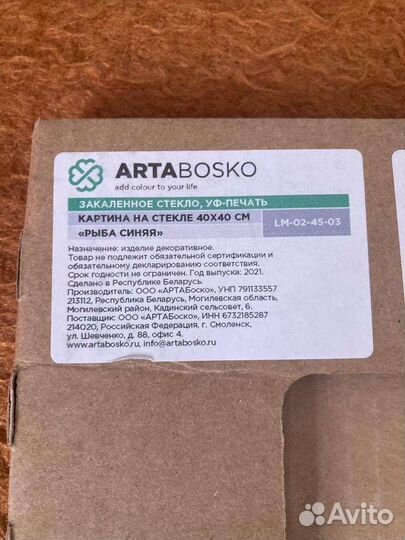 ARTABOSKO
add colour to your life
ЗАКАЛЕННОЕ СТЕКЛО, УФ-ПЕЧАТЬ
КАРТИНА НА СТЕКЛЕ 40Х40 СМ
«РЫБА СИНЯЯ»
LM-02-45-03
Назначение: изделие декоративное.
Товар не подлежит обязательной сертификации и
обязательному декларированию соответствия.
Срок годности не ограничен. Год выпуска: 2021.
Сделано в Республике Беларусь.
Производитель: ООО «АРТАБоско», УНП 791133557
213112, Республика Беларусь, Могилевская область,
Могилевский район, Кадинский сельсовет, 6.
Поставщик: ООО «АРТАБоско», ИНН 6732185287
214020, Российская Федерация, г. Смоленск,
ул. Шевченко, д. 88, офис 4.
www.artabosko.ru, info@artabosko.ru
Avito